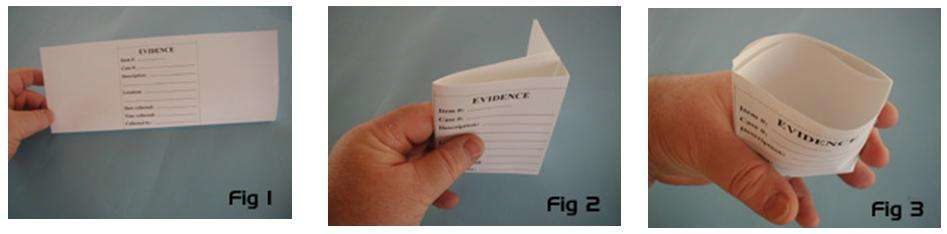 EVIDENCE
Item #:
Case #:
Description:
Location:
Date collected:
Time collected:
Collected by:
Fig 1
EVIDENCE
Item #:
Case #:
Description:
Fig 2
EVIDENCE
Item #:
Case #:
Description:
Fig 3